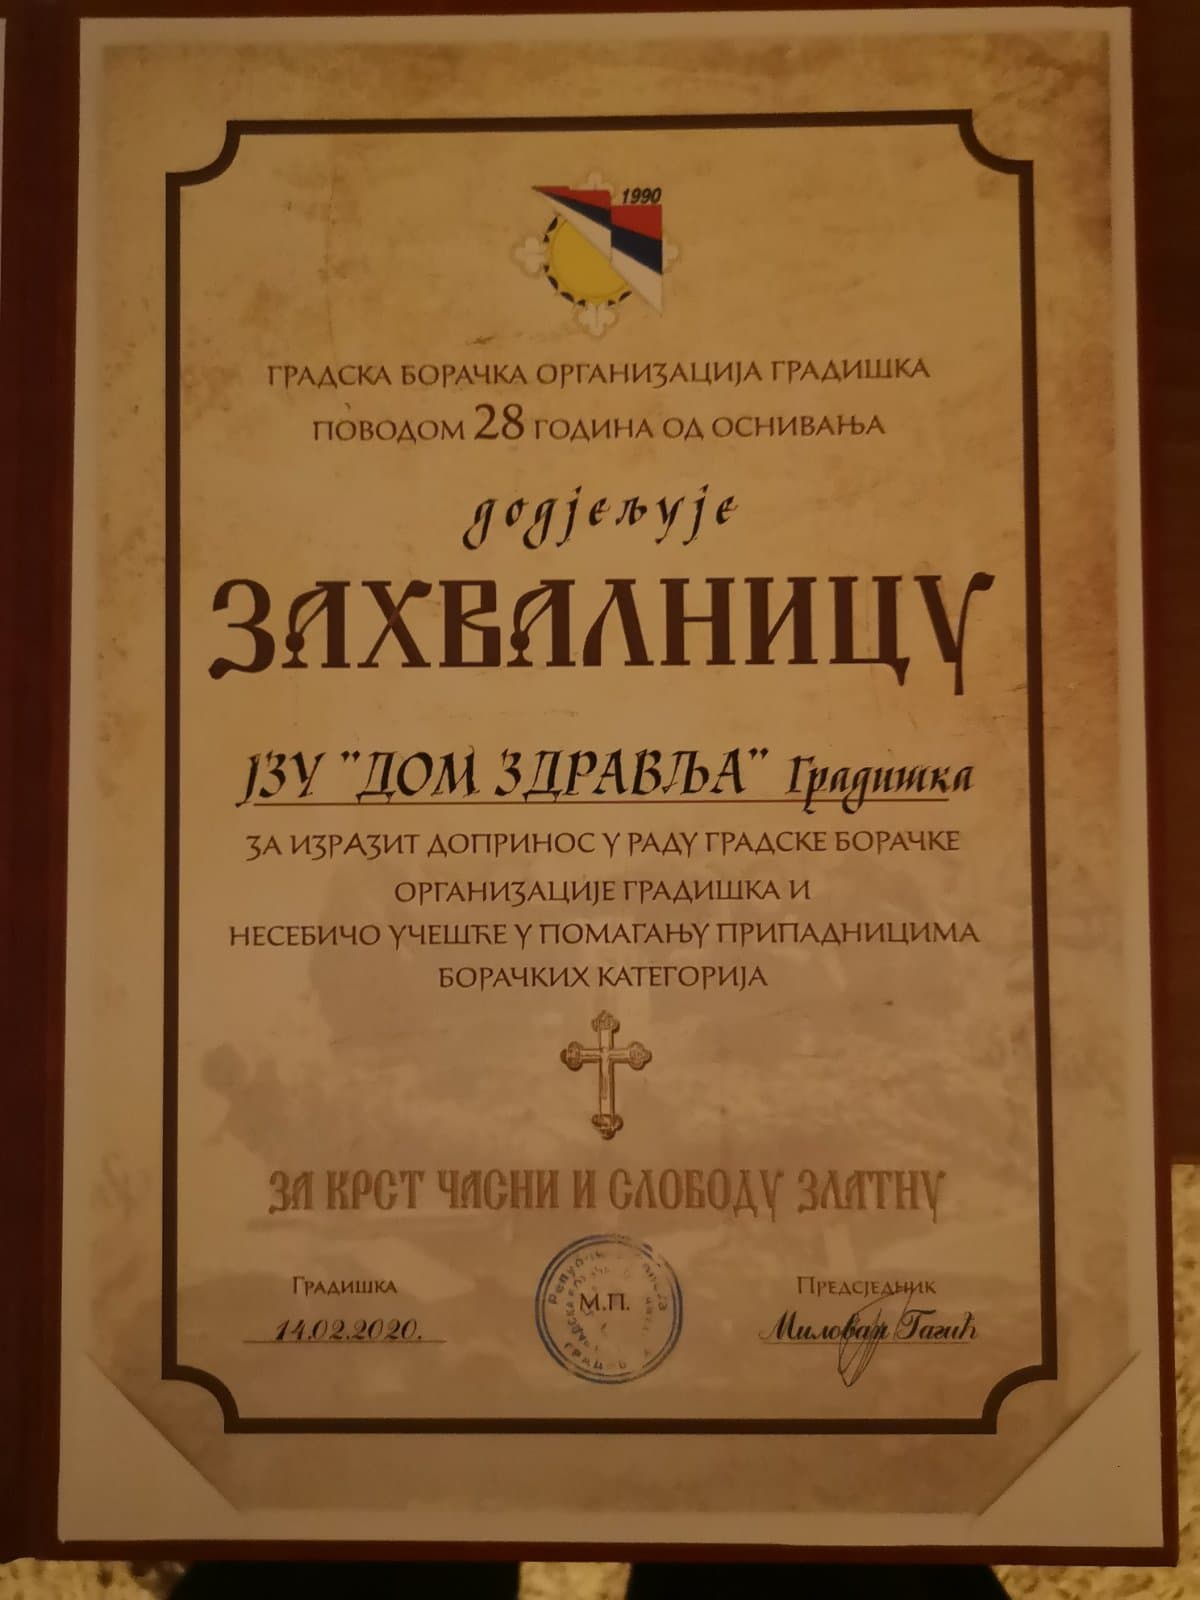 1990
ГРАДСКА БОРАЧКА ОРГАНИЗАЦИЈА ГРАДИШКА
ПОВОДОМ 28 ГОДИНА ОД ОСНИВАЊА
додјељује
ЗАХВАЛНИЦУ
ЈЗУ "ДОМ ЗДРАВЉА" Градишка
ЗА ИЗРАЗИТ ДОПРИНОС У РАДУ ГРАДСКЕ БОРАЧКЕ
ОРГАНИЗАЦИЈЕ ГРАДИШКА И
НЕСЕБИЧО УЧЕШЋЕ У ПОМАГАЊУ ПРИПАДНИЦИМА
БОРАЧКИХ КАТЕГОРИЈА
ЗА КРСТ ЧАСНИ И СЛОБОДУ ЗЛАТНУ
ГРАДИШКА
14.02.2020.
М.П.
ПРЕДСЈЕДНИК
Милован Гагић